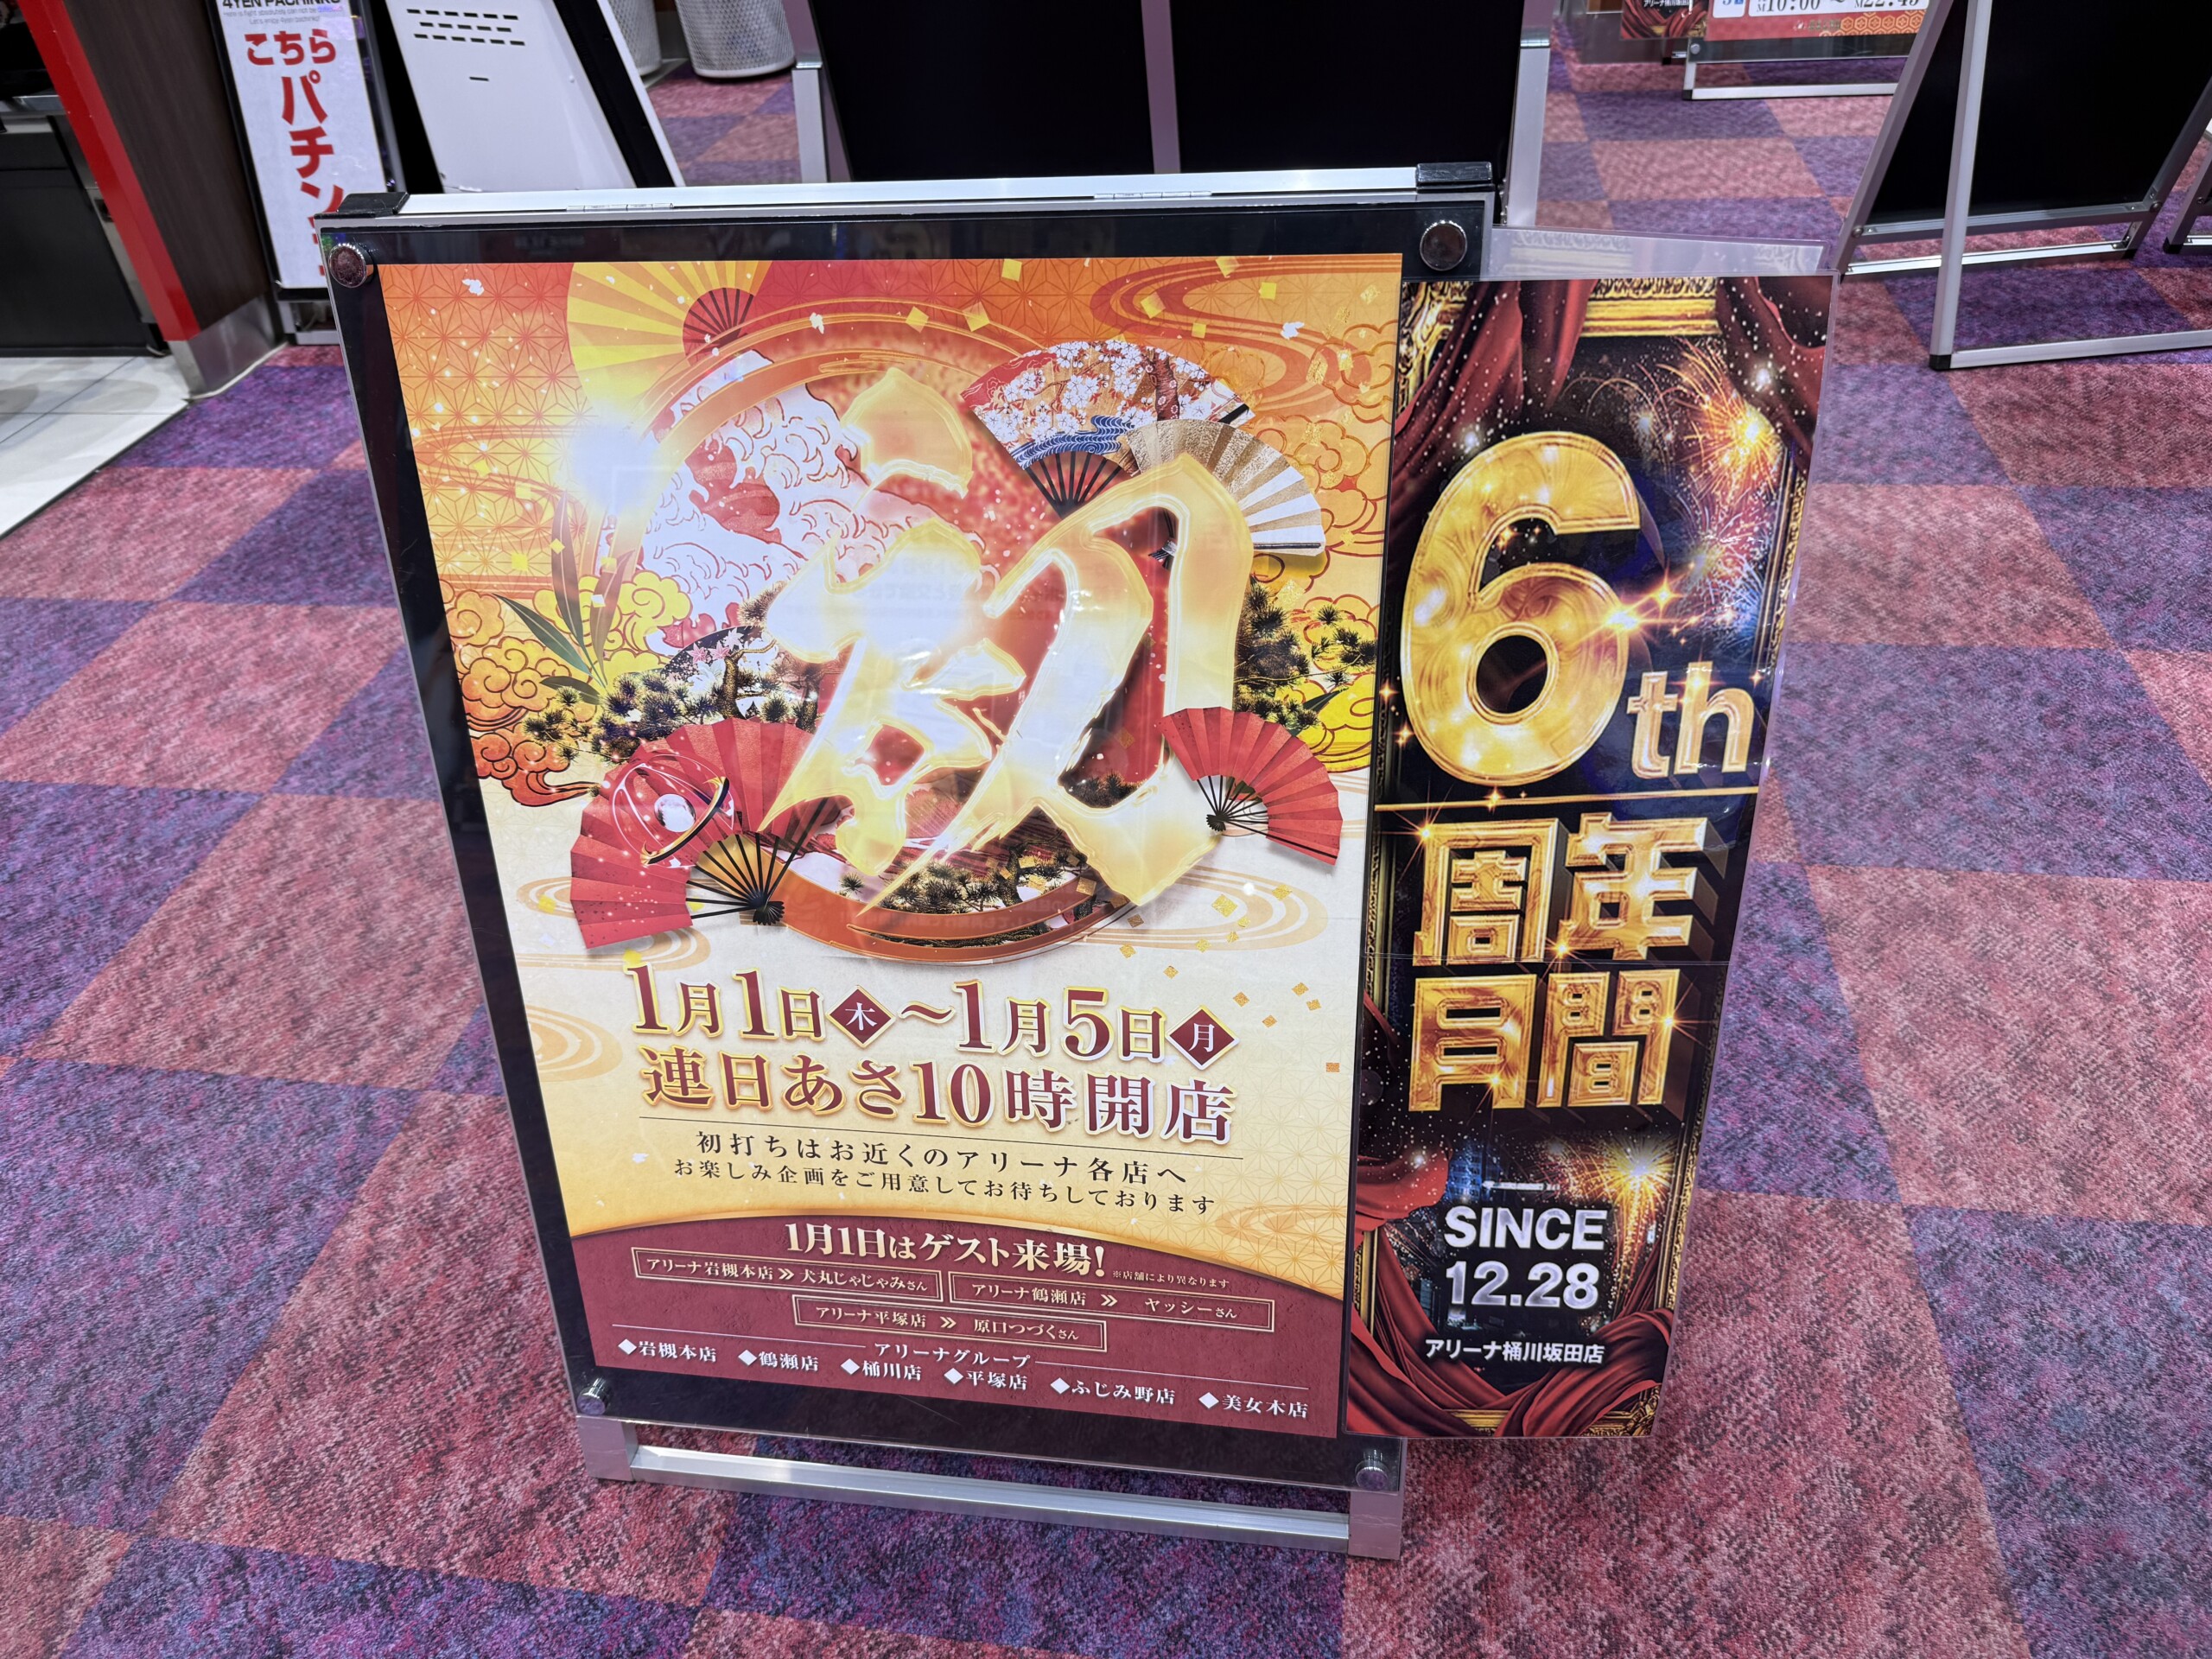 4YEN PACHINKO
こちら
パチン
10:00 ~
初
1月1日木～1月5日月
連日あさ10時開店
初打ちはお近くのアリーナ各店へ
お楽しみ企画をご用意してお待ちしております
1月1日はゲスト来場!
※店舗により異なります
アリーナ岩槻本店 » 犬丸じゃじゃみさん
アリーナ鶴瀬店 » ヤッシーさん
アリーナ平塚店 » 原口つづくさん
アリーナグループ
◆岩槻本店 ◆鶴瀬店 ◆桶川店 ◆平塚店 ◆ふじみ野店 ◆美女木店
6th
周年
月間
SINCE
12.28
アリーナ桶川坂田店